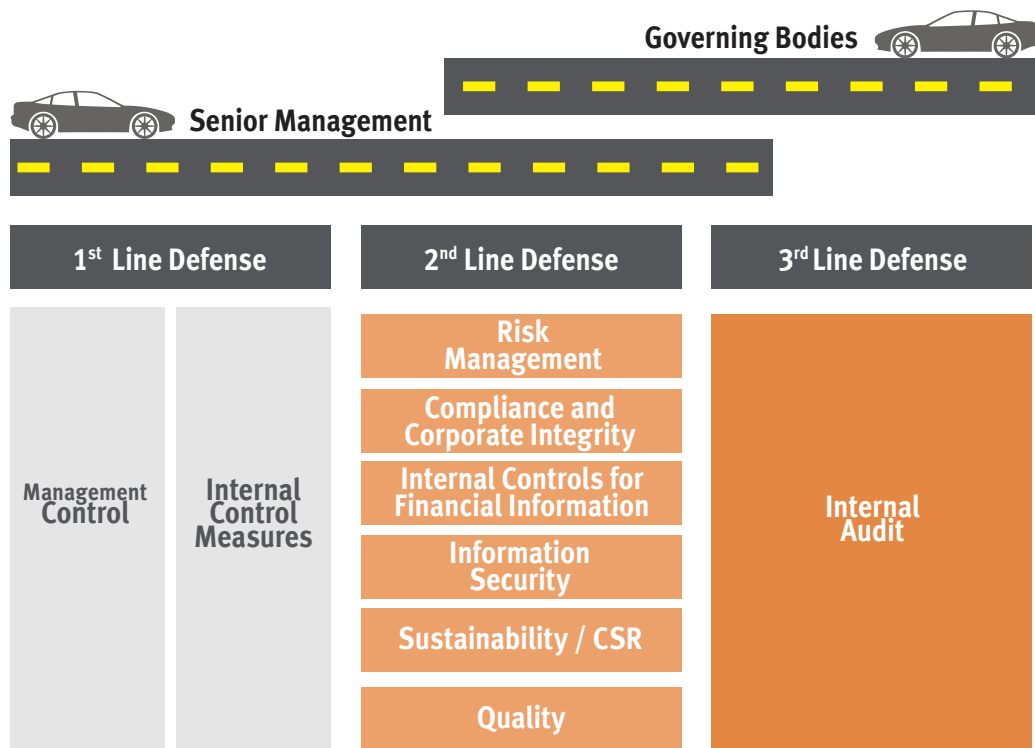 Governing Bodies
Senior Management
1st Line Defense
2nd Line Defense
3rd Line Defense
Management
Control
Internal
Control
Measures
Risk
Management
Compliance and
Corporate Integrity
Internal Controls for
Financial Information
Information
Security
Sustainability / CSR
Quality
Internal
Audit